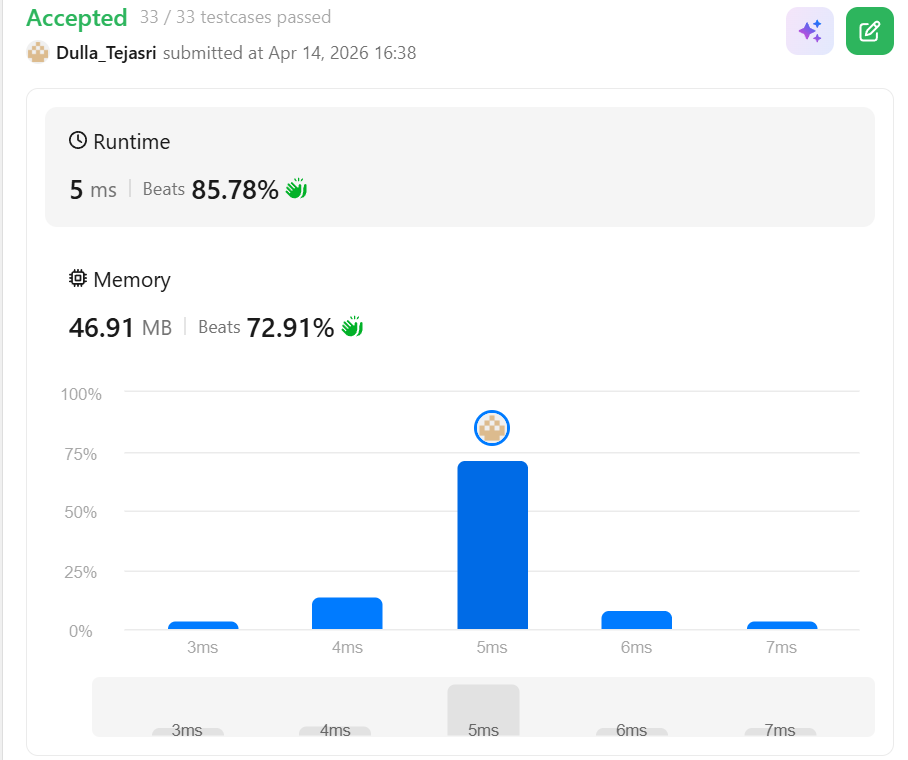 Accepted 33 / 33 testcases passed
Dulla_Tejasri submitted at Apr 14, 2026 16:38
Runtime
5 ms Beats 85.78%
Memory
46.91 MB Beats 72.91%
100%
75%
50%
25%
0%
3ms 4ms 5ms 6ms 7ms
3ms 4ms 5ms 6ms 7ms